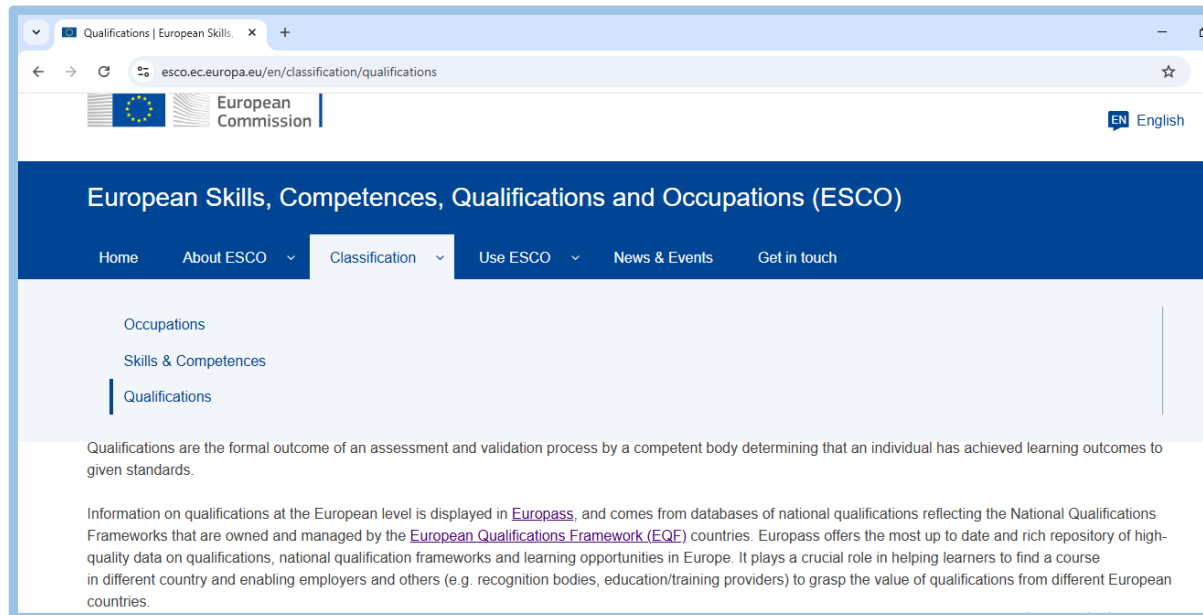 Qualifications | European Skills,
esco.ec.europa.eu/en/classification/qualifications
European
Commission
EN English
European Skills, Competences, Qualifications and Occupations (ESCO)
Home About ESCO Classification Use ESCO News & Events Get in touch
Occupations
Skills & Competences
Qualifications
Qualifications are the formal outcome of an assessment and validation process by a competent body determining that an individual has achieved learning outcomes to
given standards.
Information on qualifications at the European level is displayed in Europass, and comes from databases of national qualifications reflecting the National Qualifications
Frameworks that are owned and managed by the European Qualifications Framework (EQF) countries. Europass offers the most up to date and rich repository of high-
quality data on qualifications, national qualification frameworks and learning opportunities in Europe. It plays a crucial role in helping learners to find a course
in different country and enabling employers and others (e.g. recognition bodies, education/training providers) to grasp the value of qualifications from different European
countries.